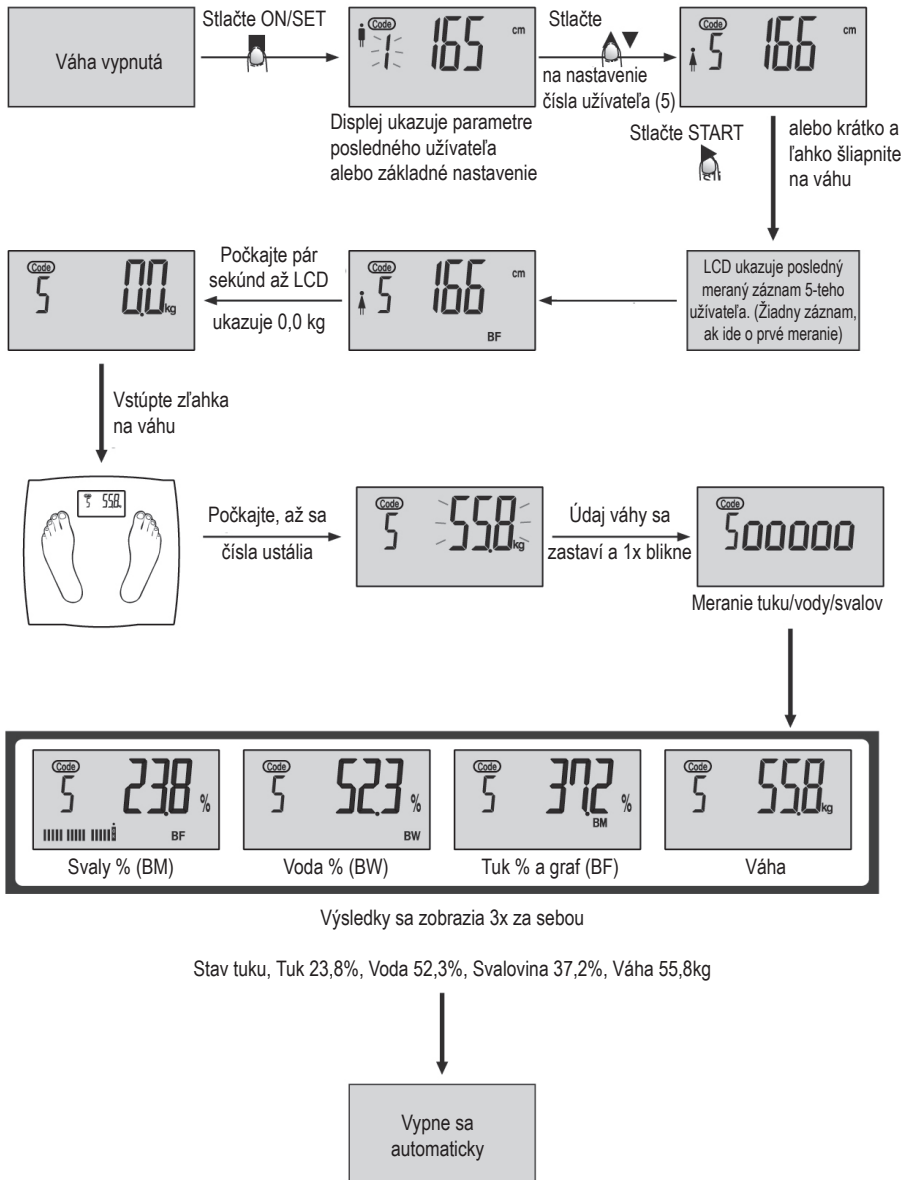 Váha vypnutá
Stlačte ON/SET
Code
1 165 cm
Displej ukazuje parametre
posledného užívateľa
alebo základné nastavenie
Stlačte
na nastavenie
čísla užívateľa (5)
Code
5 166 cm
Stlačte START
alebo krátko a
ľahko šliapnite
na váhu
LCD ukazuje posledný
meraný záznam 5-teho
užívateľa. (Žiadny záznam,
ak ide o prvé meranie)
Code
5 166 cm
BF
Počkajte pár
sekúnd až LCD
ukazuje 0,0 kg
Code
5 0.0 kg
Vstúpte zľahka
na váhu
5 55.8
Počkajte, až sa
čísla ustália
Code
5 55.8 kg
Údaj váhy sa
zastaví a 1x blikne
Code
5 ooooo
Meranie tuku/vody/svalov
Code
5 23.8 %
BF
Svaly % (BM)
Code
5 52.3 %
BW
Voda % (BW)
Code
5 37.2 %
BM
Tuk % a graf (BF)
Code
5 55.8 kg
Váha
Výsledky sa zobrazia 3x za sebou
Stav tuku, Tuk 23,8%, Voda 52,3%, Svalovina 37,2%, Váha 55,8kg
Vypne sa
automaticky